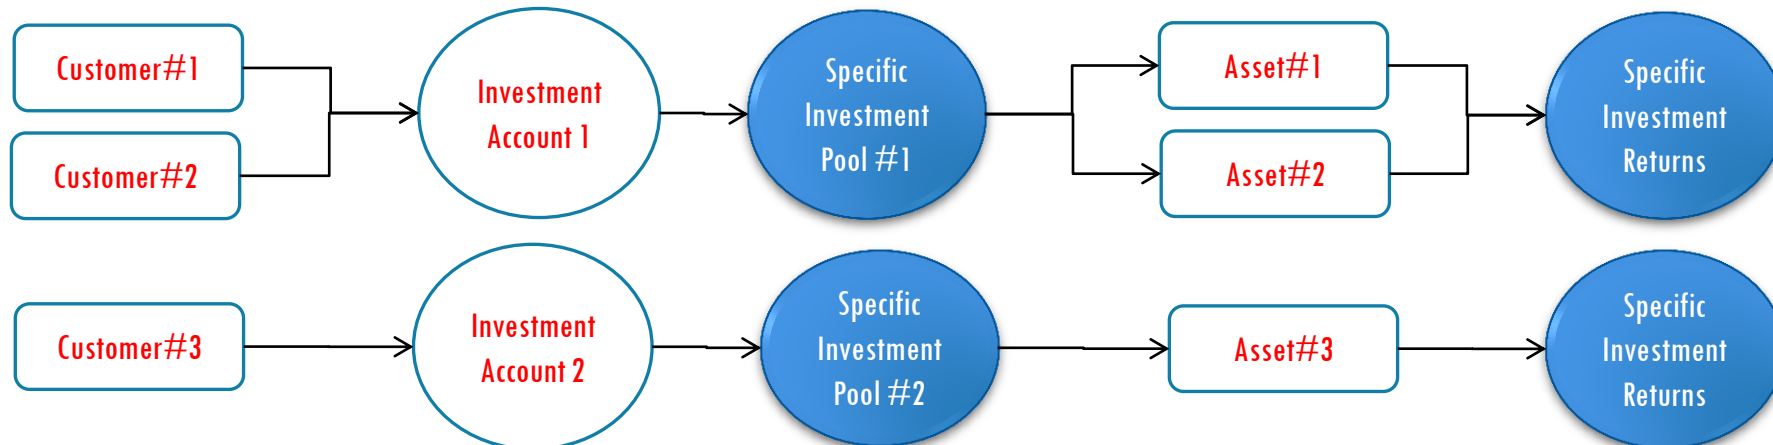 Customer#1
Customer#2
Investment
Account 1
Specific
Investment
Pool #1
Asset#1
Asset#2
Specific
Investment
Returns
Customer#3
Investment
Account 2
Specific
Investment
Pool #2
Asset#3
Specific
Investment
Returns